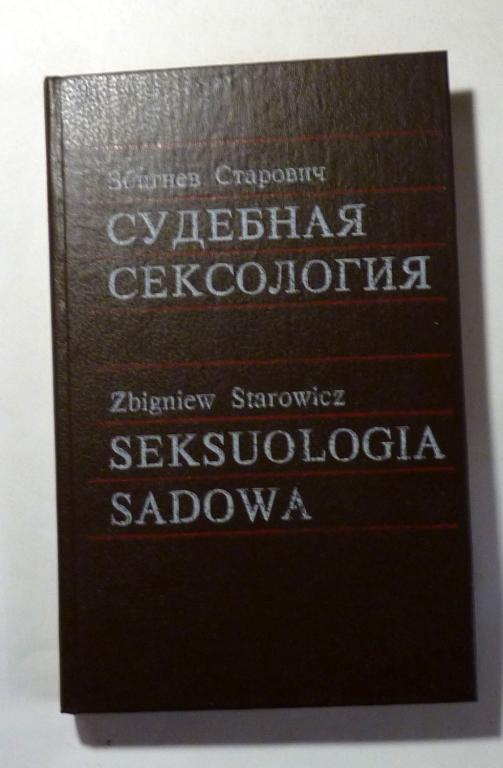 Збигнев Старович
СУДЕБНАЯ
СЕКСОЛОГИЯ
Zbigniew Starowicz
SEKSUOLOGIA
SADOWA